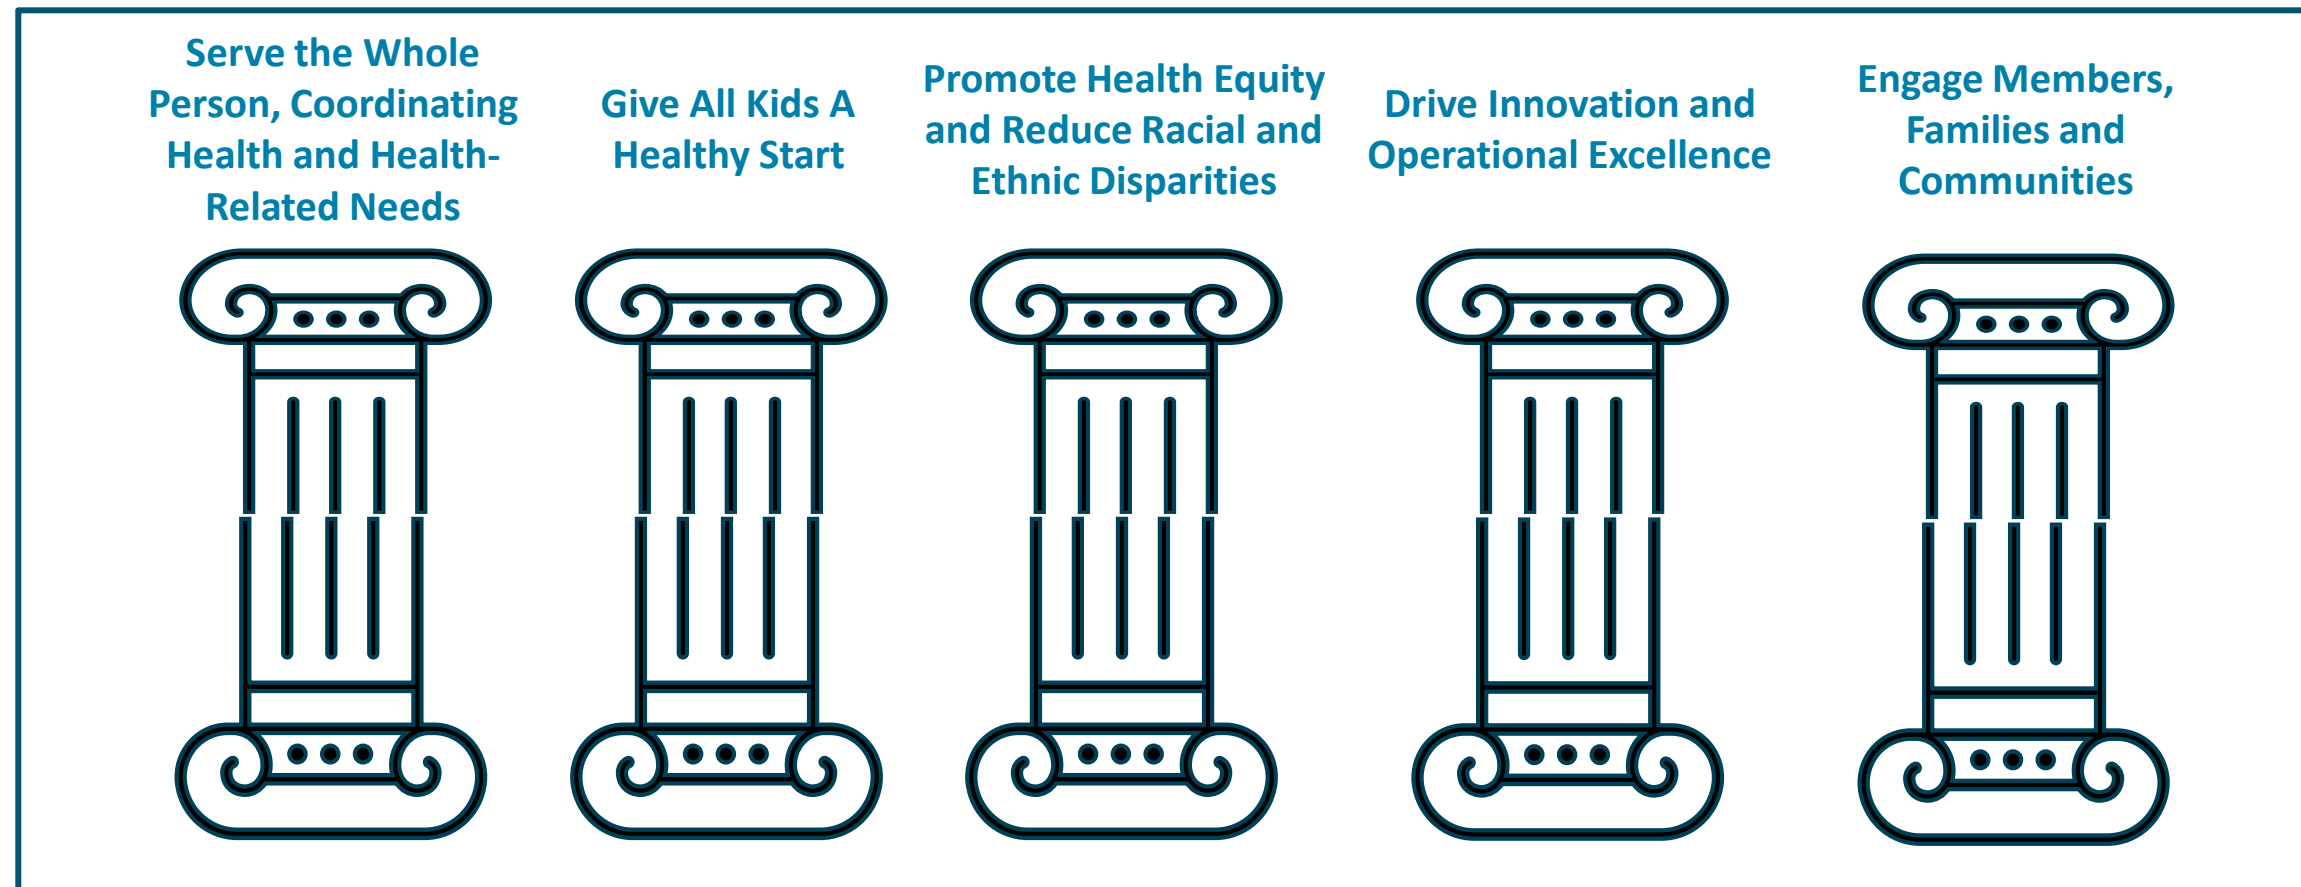 Serve the Whole
Person, Coordinating
Health and Health-
Related Needs
Give All Kids A
Healthy Start
Promote Health Equity
and Reduce Racial and
Ethnic Disparities
Drive Innovation and
Operational Excellence
Engage Members,
Families and
Communities